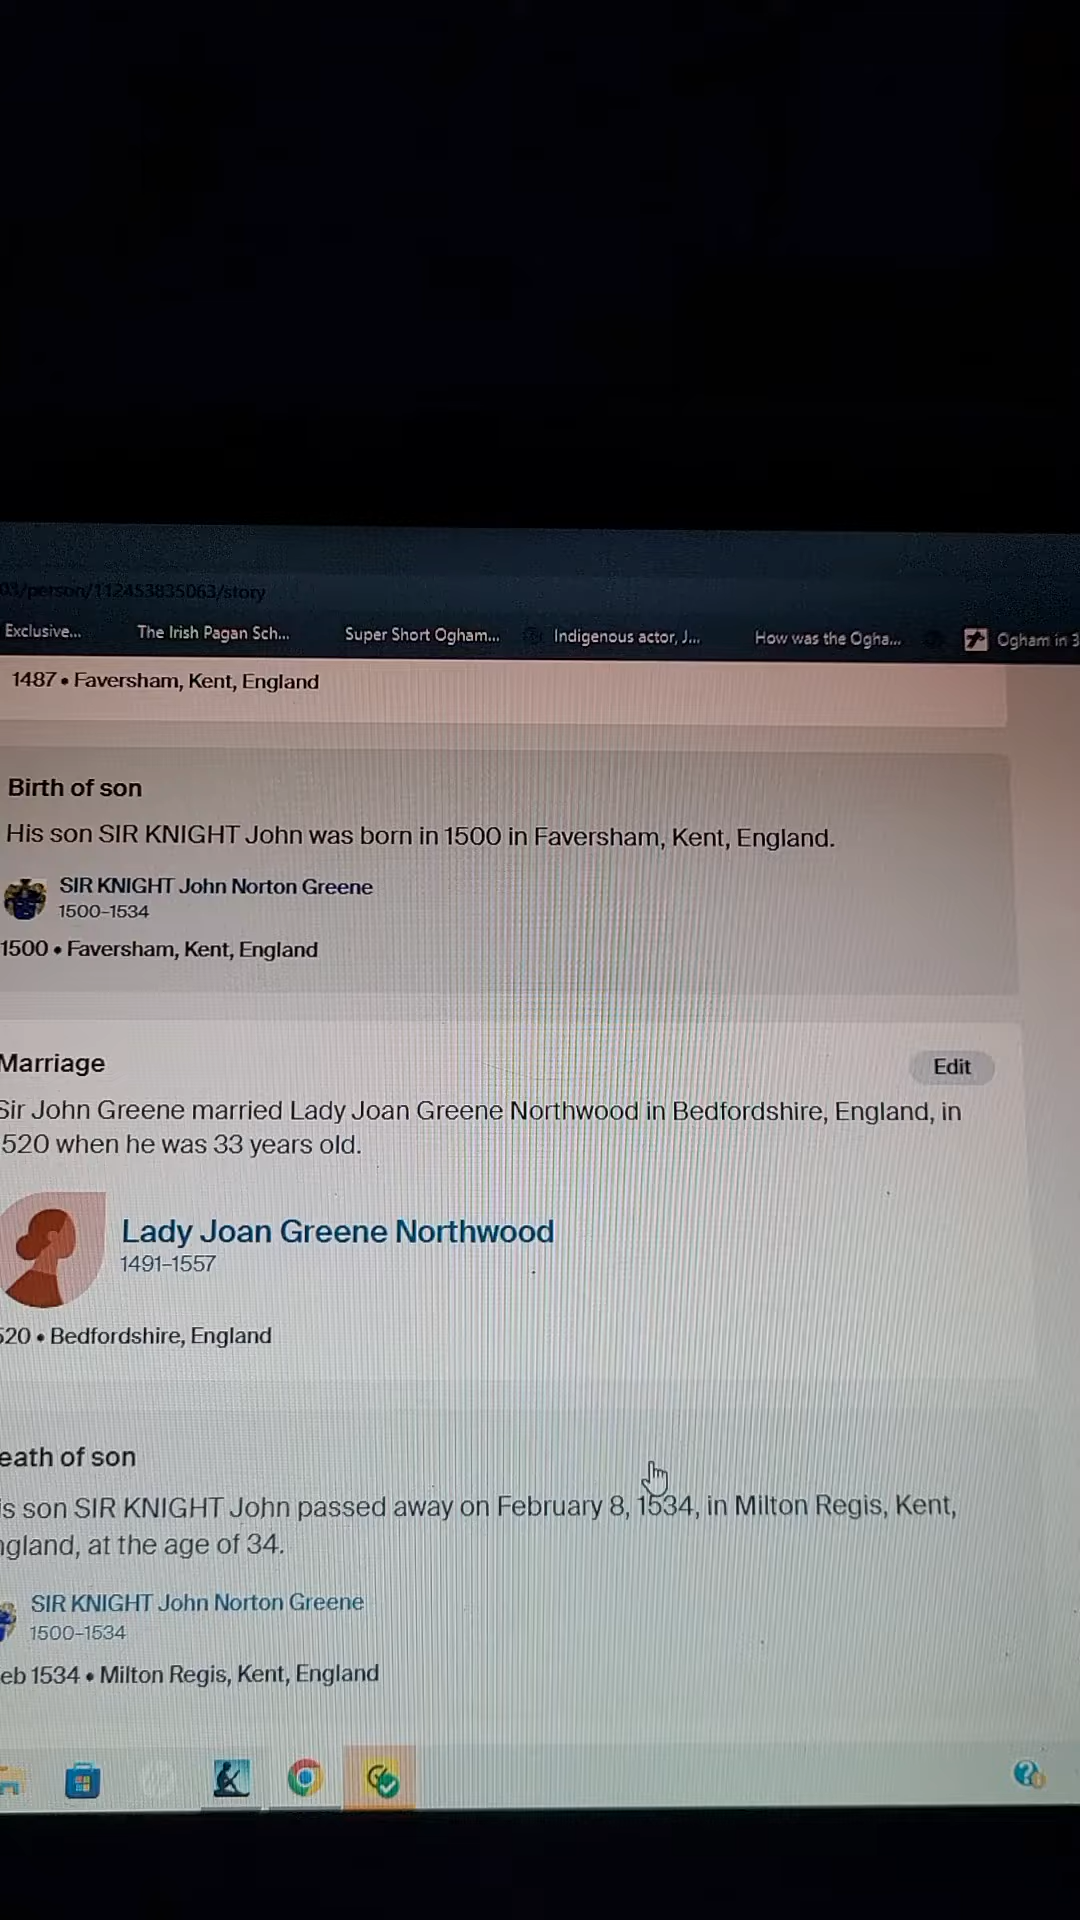 03/person/112453835063/story
Exclusive... The Irish Pagan Sch... Super Short Ogham... Indigenous actor, J... How was the Ogha... Ogham in 3
1487 • Faversham, Kent, England
Birth of son
His son SIR KNIGHT John was born in 1500 in Faversham, Kent, England.
SIR KNIGHT John Norton Greene
1500–1534
1500 • Faversham, Kent, England
Marriage
Edit
Sir John Greene married Lady Joan Greene Northwood in Bedfordshire, England, in
520 when he was 33 years old.
Lady Joan Greene Northwood
1491–1557
520 • Bedfordshire, England
eath of son
is son SIR KNIGHT John passed away on February 8, 1534, in Milton Regis, Kent,
ngland, at the age of 34.
SIR KNIGHT John Norton Greene
1500–1534
eb 1534 • Milton Regis, Kent, England